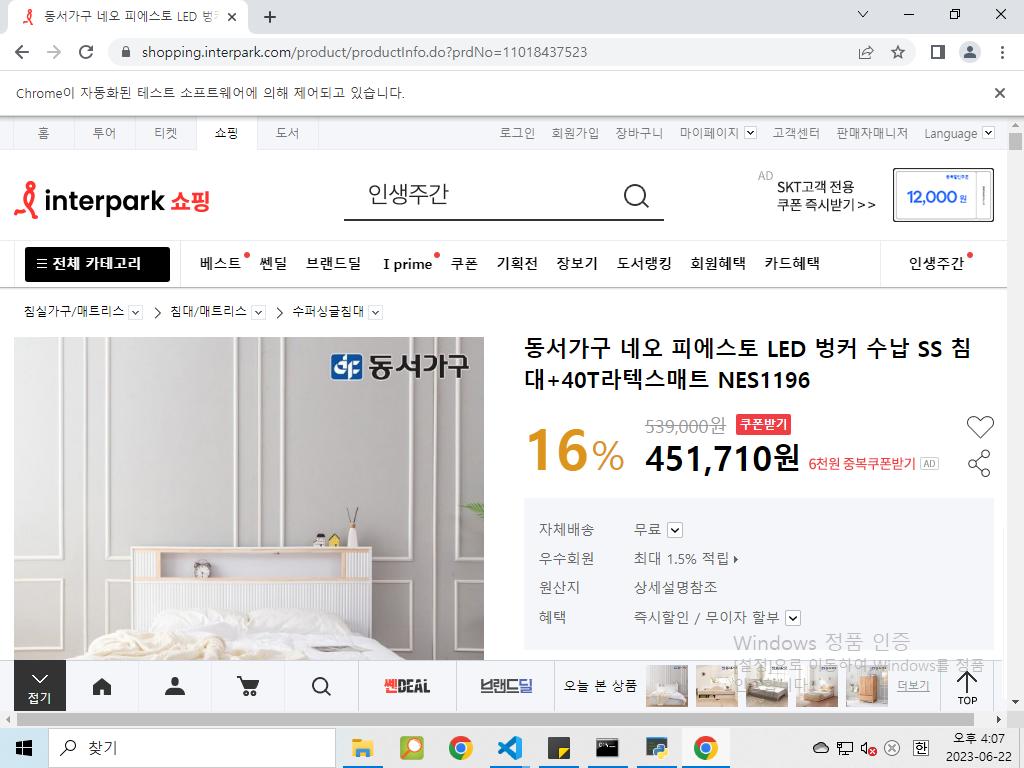 동서가구 네오 피에스토 LED 벙커
shopping.interpark.com/product/productInfo.do?prdNo=11018437523
Chrome이 자동화된 테스트 소프트웨어에 의해 제어되고 있습니다.
홈 투어 티켓 쇼핑 도서 로그인 회원가입 장바구니 마이페이지 고객센터 판매자매니저 Language
interpark 쇼핑
인생주간
AD SKT고객 전용
쿠폰 즉시받기>>
12,000원
전체 카테고리 베스트 쎈딜 브랜드딜 I prime 쿠폰 기획전 장보기 도서랭킹 회원혜택 카드혜택 인생주간
침실가구/매트리스 침대/매트리스 수퍼싱글침대
동서가구
동서가구 네오 피에스토 LED 벙커 수납 SS 침
대+40T라텍스매트 NES1196
16%
539,000원 쿠폰받기
451,710원 6천원 중복쿠폰받기 AD
자체배송 무료
우수회원 최대 1.5% 적립
원산지 상세설명참조
혜택 즉시할인 / 무이자 할부
Windows 정품 인증
[설정]으로 이동하여 Windows를 정품
접기
쎈DEAL
브랜드딜
오늘 본 상품
더보기
TOP
찾기
한
오후 4:07
2023-06-22